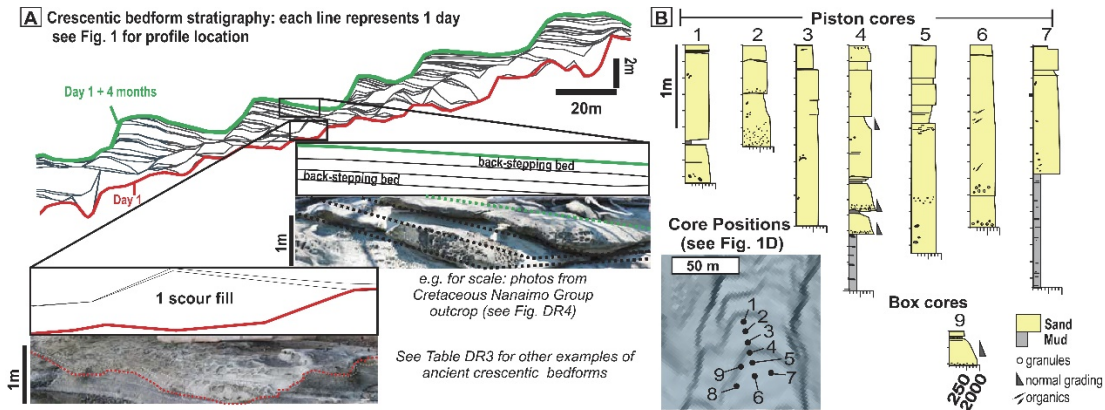 A Crescentic bedform stratigraphy: each line represents 1 day
see Fig. 1 for profile location
2m
20m
Day 1 + 4 months
Day 1
back-stepping bed
back-stepping bed
1m
e.g. for scale: photos from
Cretaceous Nanaimo Group
outcrop (see Fig. DR4)
1 scour fill
1m
See Table DR3 for other examples of
ancient crescentic bedforms
B
Piston cores
1 2 3 4 5 6 7
1m
Core Positions
(see Fig. 1D)
50 m
1
2
3
4
5
9
7
8
6
Box cores
9
250
2000
Sand
Mud
granules
normal grading
organics